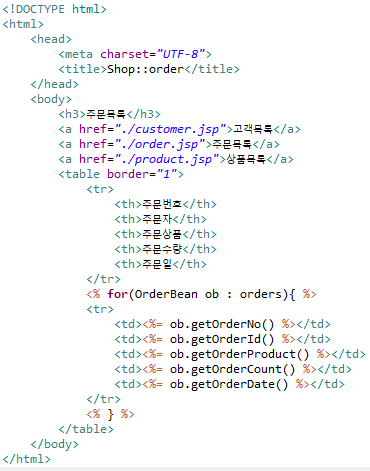 <!DOCTYPE html>
<html>
<head>
<meta charset="UTF-8">
<title>Shop::order</title>
</head>
<body>
<h3>주문목록</h3>
<a href="./customer.jsp">고객목록</a>
<a href="./order.jsp">주문목록</a>
<a href="./product.jsp">상품목록</a>
<table border="1">
<tr>
<th>주문번호</th>
<th>주문자</th>
<th>주문상품</th>
<th>주문수량</th>
<th>주문일</th>
</tr>
<% for(OrderBean ob : orders){ %>
<tr>
<td><%= ob.getOrderNo() %></td>
<td><%= ob.getOrderId() %></td>
<td><%= ob.getOrderProduct() %></td>
<td><%= ob.getOrderCount() %></td>
<td><%= ob.getOrderDate() %></td>
</tr>
<% } %>
</table>
</body>
</html>